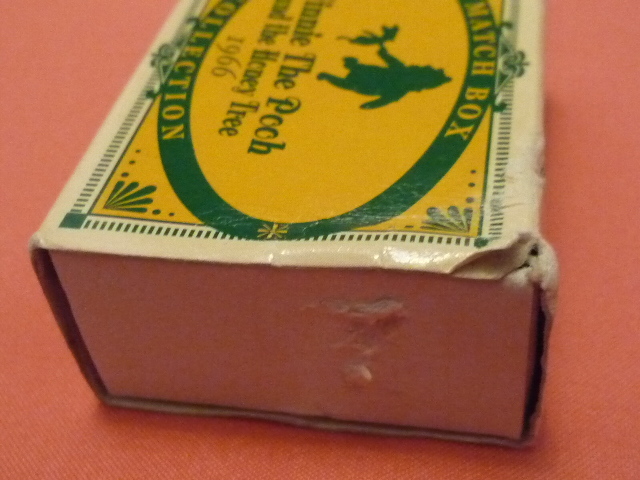 COLLECTION
MATCH BOX
Winnie The Pooh
and the Honey Tree
1966